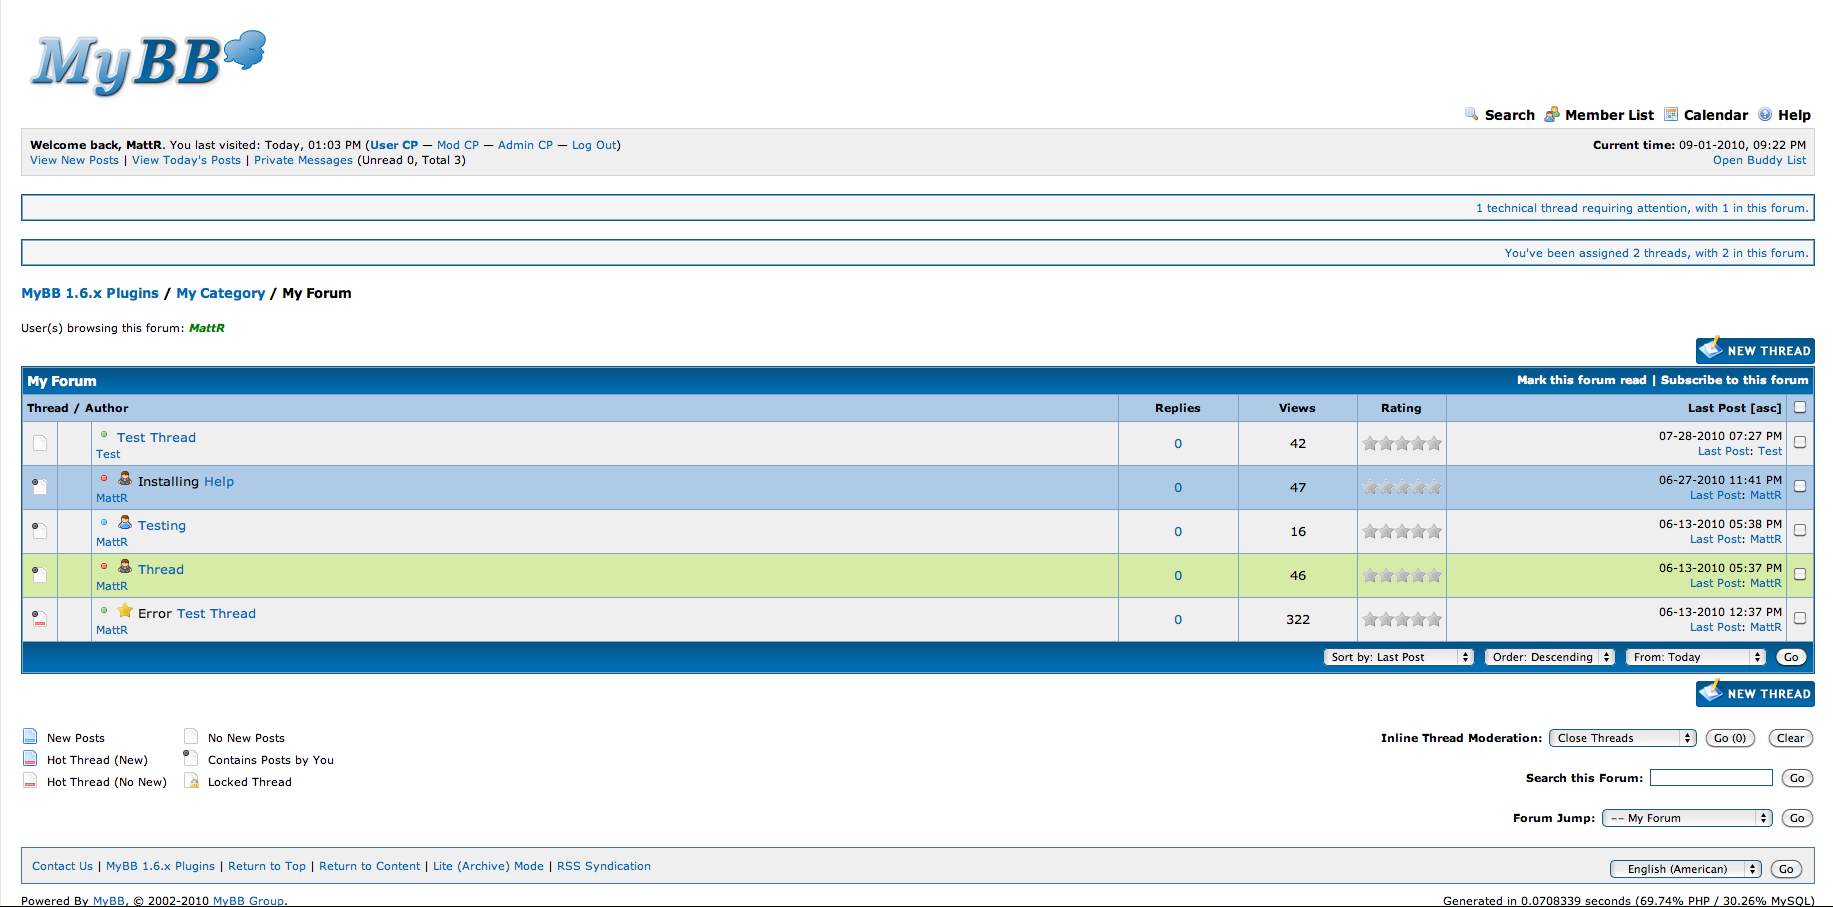 MyBB
Search Member List Calendar Help
Welcome back, MattR. You last visited: Today, 01:03 PM (User CP — Mod CP — Admin CP — Log Out)
Current time: 09-01-2010, 09:22 PM
View New Posts | View Today's Posts | Private Messages (Unread 0, Total 3)
Open Buddy List
1 technical thread requiring attention, with 1 in this forum.
You've been assigned 2 threads, with 2 in this forum.
MyBB 1.6.x Plugins / My Category / My Forum
User(s) browsing this forum: MattR
NEW THREAD
My Forum
Mark this forum read | Subscribe to this forum
Thread / Author Replies Views Rating Last Post [asc]
Test Thread 0 42 07-28-2010 07:27 PM
Test Last Post: Test
Installing Help 0 47 06-27-2010 11:41 PM
MattR Last Post: MattR
Testing 0 16 06-13-2010 05:38 PM
MattR Last Post: MattR
Thread 0 46 06-13-2010 05:37 PM
MattR Last Post: MattR
Error Test Thread 0 322 06-13-2010 12:37 PM
MattR Last Post: MattR
Sort by: Last Post Order: Descending From: Today Go
NEW THREAD
New Posts No New Posts
Hot Thread (New) Contains Posts by You
Hot Thread (No New) Locked Thread
Inline Thread Moderation: Close Threads Go (0) Clear
Search this Forum: Go
Forum Jump: -- My Forum Go
Contact Us | MyBB 1.6.x Plugins | Return to Top | Return to Content | Lite (Archive) Mode | RSS Syndication
English (American) Go
Powered By MyBB, © 2002-2010 MyBB Group.
Generated in 0.0708339 seconds (69.74% PHP / 30.26% MySQL)